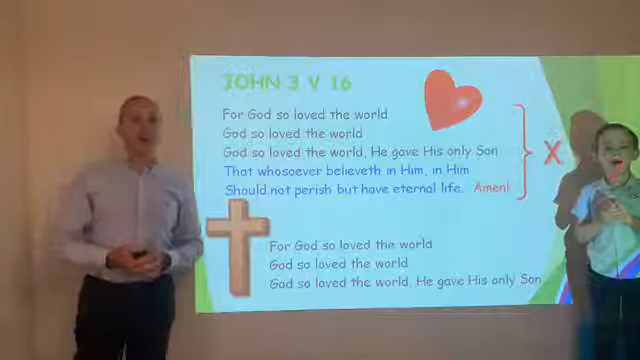 JOHN 3 V 16
For God so loved the world
God so loved the world
God so loved the world, He gave His only Son
That whosoever believeth in Him, in Him
Should not perish but have eternal life. Amen!
X
For God so loved the world
God so loved the world
God so loved the world, He gave His only Son